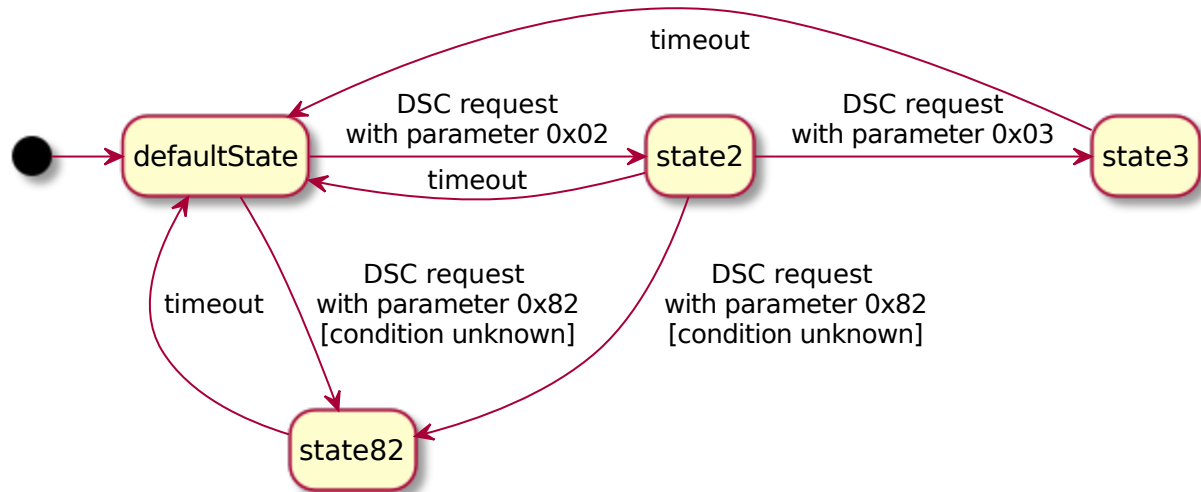 timeout
DSC request
with parameter 0x02
DSC request
with parameter 0x03
defaultState
state2
state3
timeout
timeout
DSC request
with parameter 0x82
[condition unknown]
DSC request
with parameter 0x82
[condition unknown]
state82